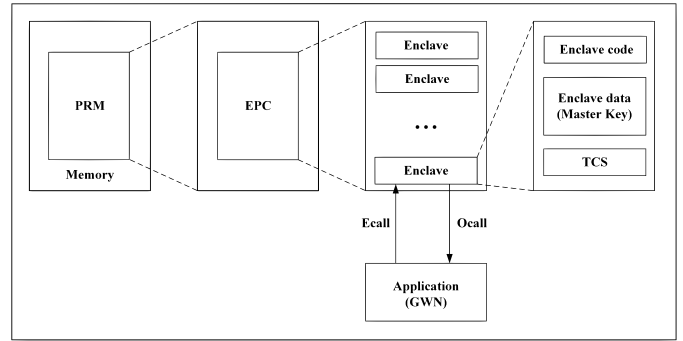 PRM
Memory
EPC
Enclave
Enclave
...
Enclave
Enclave code
Enclave data
(Master Key)
TCS
Ecall
Ocall
Application
(GWN)